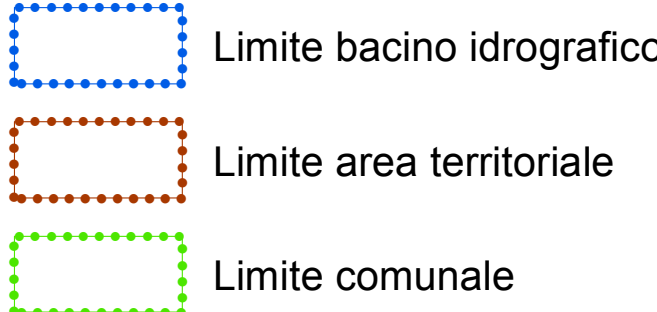 Limite bacino idrografico
Limite area territoriale
Limite comunale